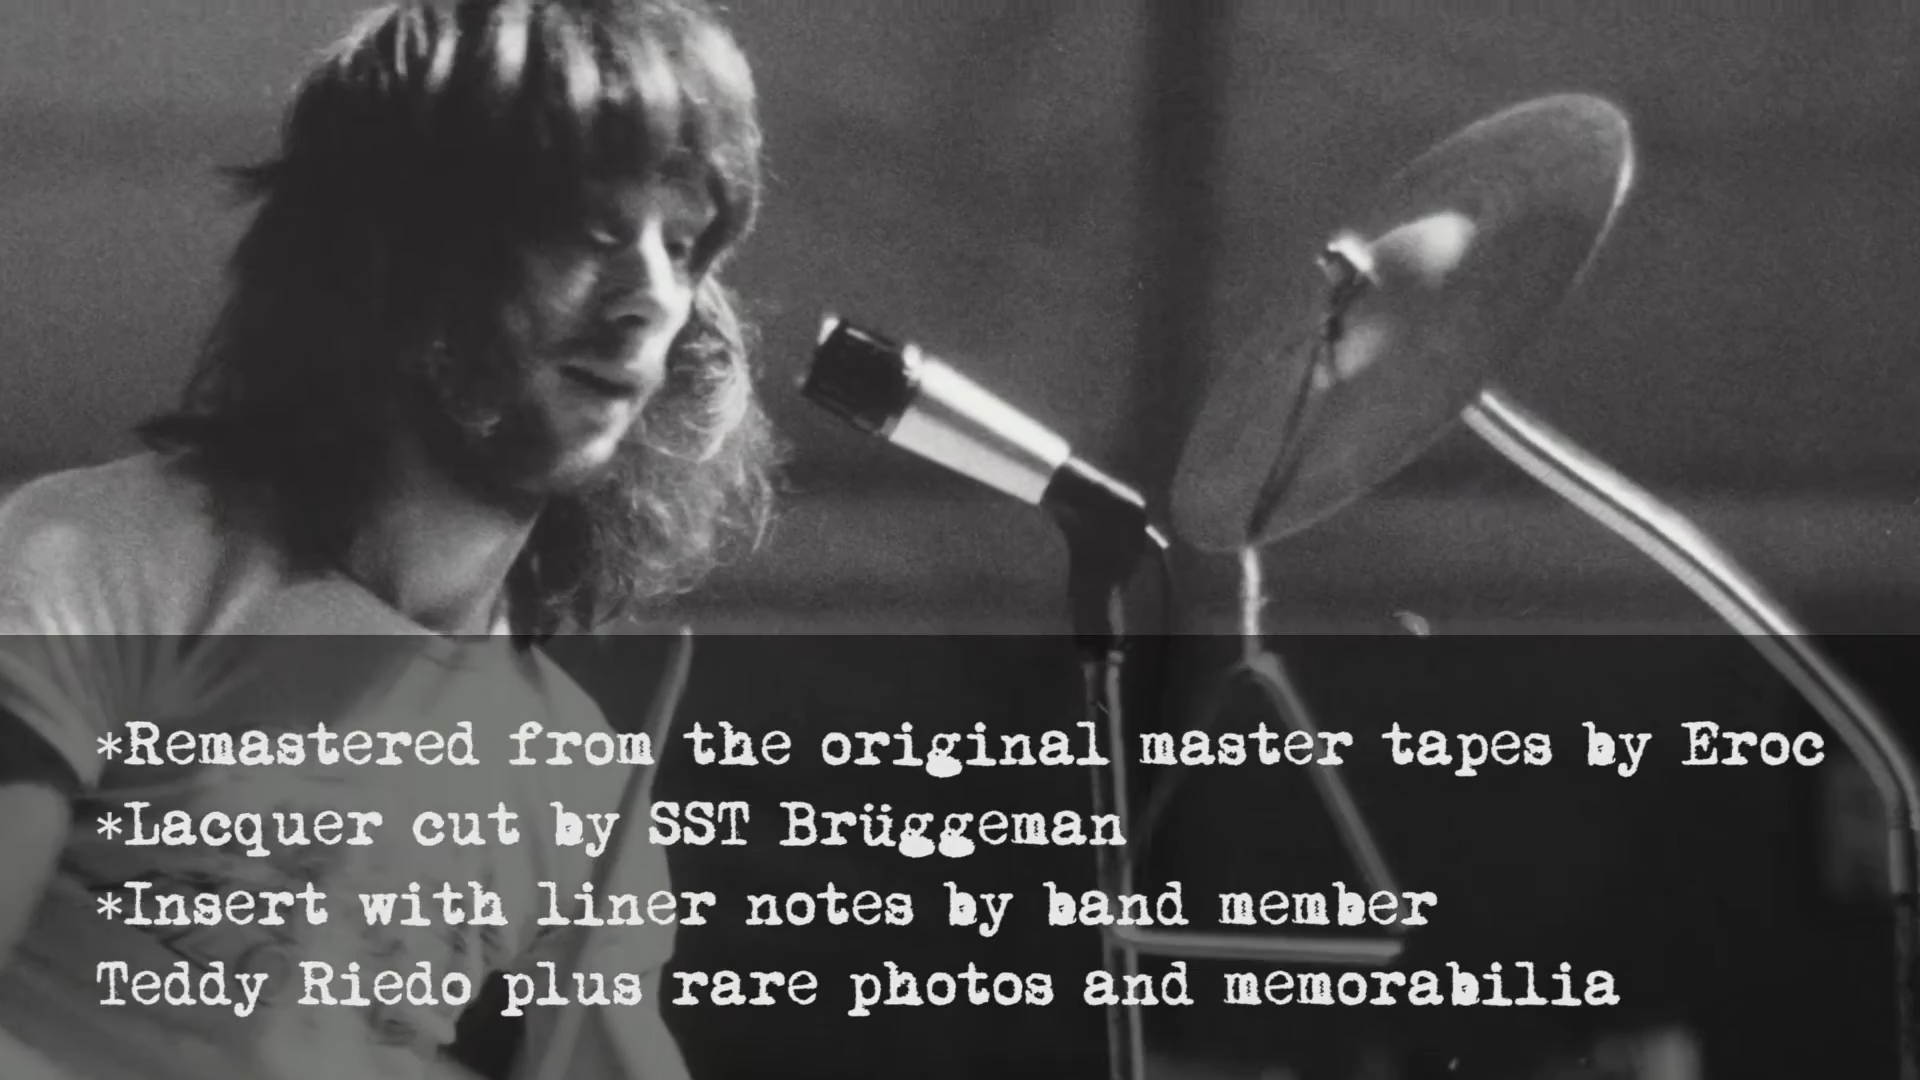 *Remastered from the original master tapes by Eroc
*Lacquer cut by SST Brüggeman
*Insert with liner notes by band member
Teddy Riedo plus rare photos and memorabilia